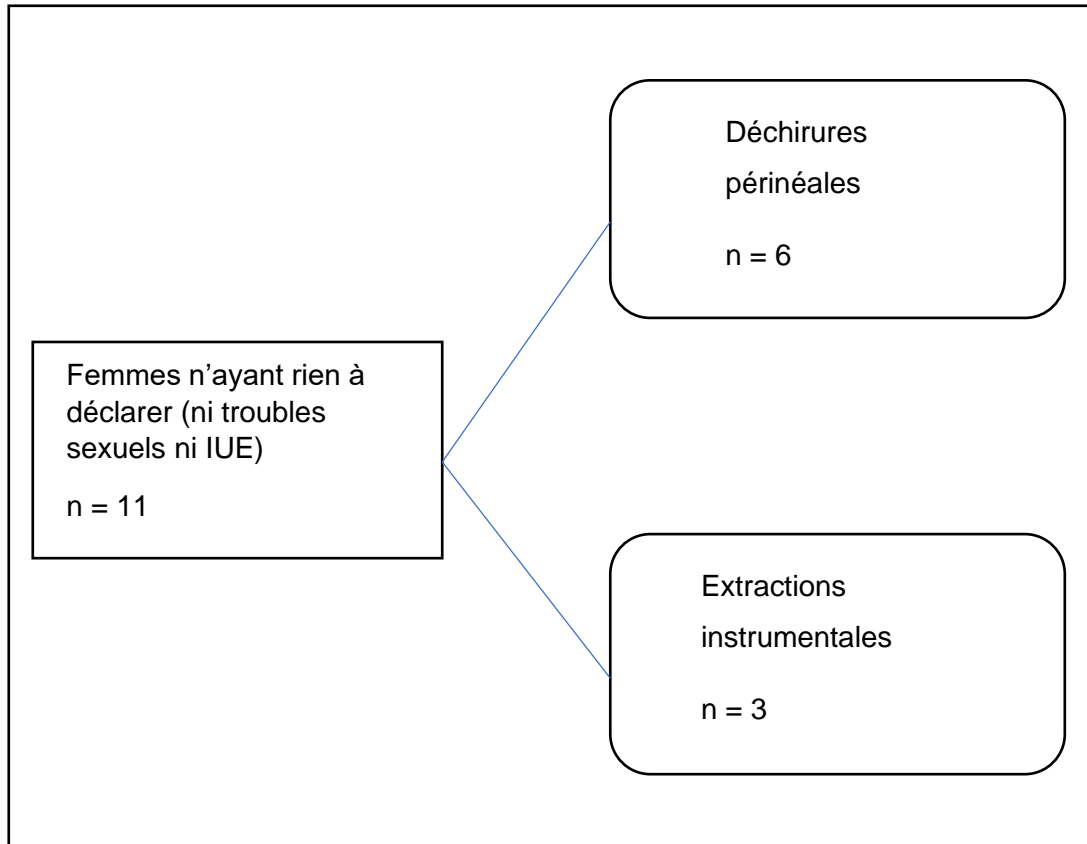 Femmes n'ayant rien à
déclarer (ni troubles
sexuels ni IUE)
n = 11
Déchirures
périnéales
n = 6
Extractions
instrumentales
n = 3